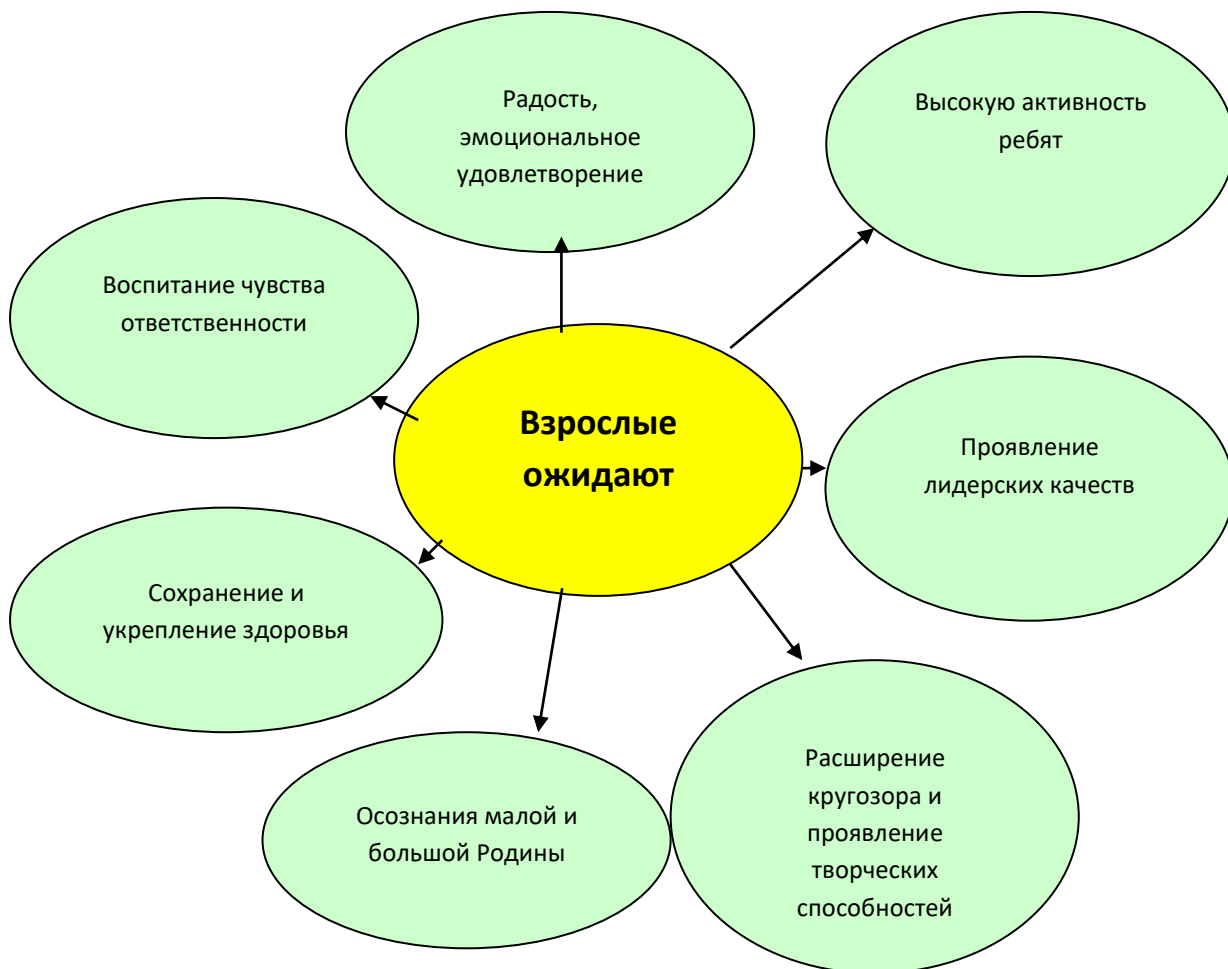 Радость,
эмоциональное
удовлетворение
Высокую активность
ребят
Воспитание чувства
ответственности
Взрослые
ожидают
Проявление
лидерских качеств
Сохранение и
укрепление здоровья
Осознания малой и
большой Родины
Расширение
кругозора и
проявление
творческих
способностей